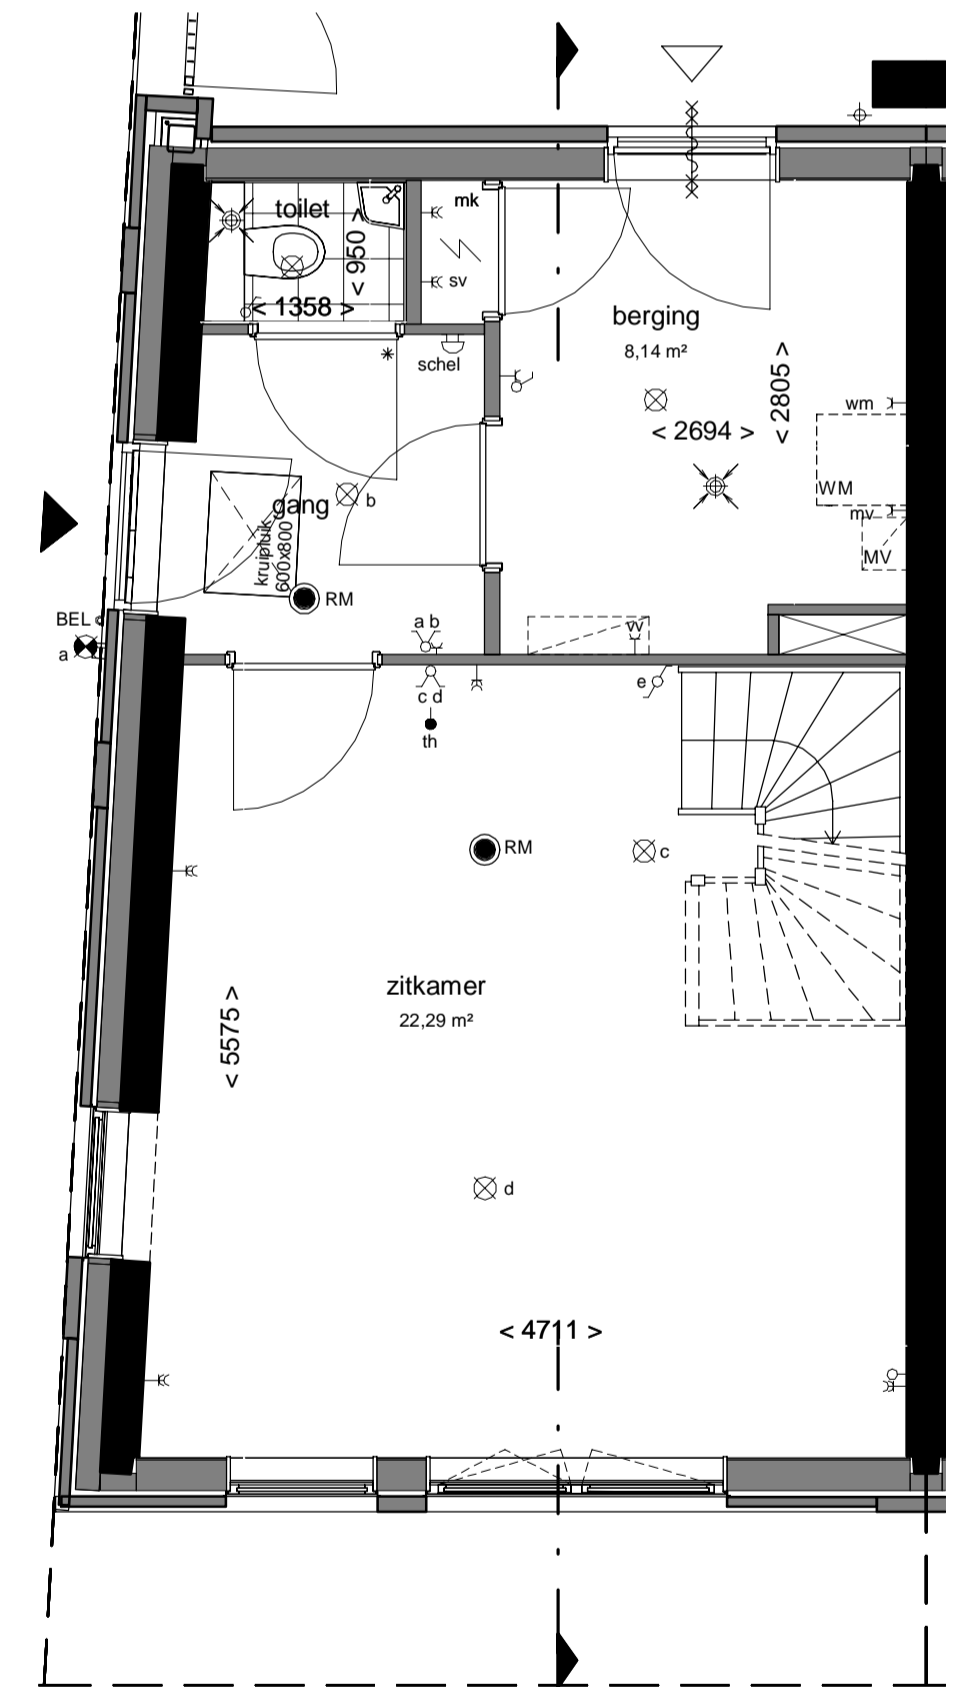 toilet
< 950 >
< 1358 >
mk
sv
schel
*
berging
8,14 m²
< 2805 >
< 2694 >
wm
WM
mv
MV
gang
b
kruipluik
600x800
RM
BEL
a
a b
vv
c d
th
e
RM
c
zitkamer
22,29 m²
< 5575 >
d
< 4711 >